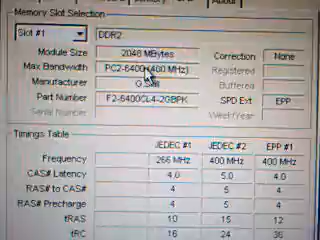 About
Memory Slot Selection
Slot #1 DDR2
Module Size 2048 MBytes Correction None
Max Bandwidth PC2-6400 (400 MHz) Registered
Manufacturer G.Skill Buffered
Part Number F2-6400CL4-2GBPK SPD Ext. EPP
Serial Number Week/Year
Timings Table
JEDEC #1 JEDEC #2 EPP #1
Frequency 266 MHz 400 MHz 400 MHz
CAS# Latency 4.0 5.0 4.0
RAS# to CAS# 4 5 4
RAS# Precharge 4 5 4
tRAS 10 15 12
tRC 16 24 36